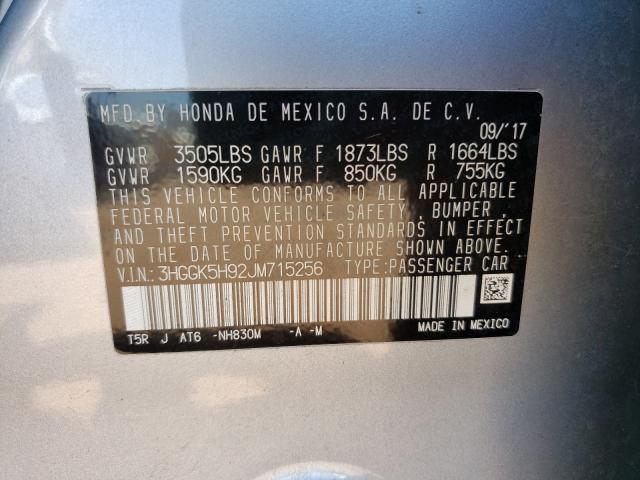 MFD. BY HONDA DE MEXICO S.A. DE C.V.
09/'17
GVWR 3505LBS GAWR F 1873LBS R 1664LBS
GVWR 1590KG GAWR F 850KG R 755KG
THIS VEHICLE CONFORMS TO ALL APPLICABLE
FEDERAL MOTOR VEHICLE SAFETY, BUMPER,
AND THEFT PREVENTION STANDARDS IN EFFECT
ON THE DATE OF MANUFACTURE SHOWN ABOVE.
V.I.N.: 3HGGK5H92JM715256 TYPE:PASSENGER CAR
T5R J AT6 -NH830M -A -M MADE IN MEXICO